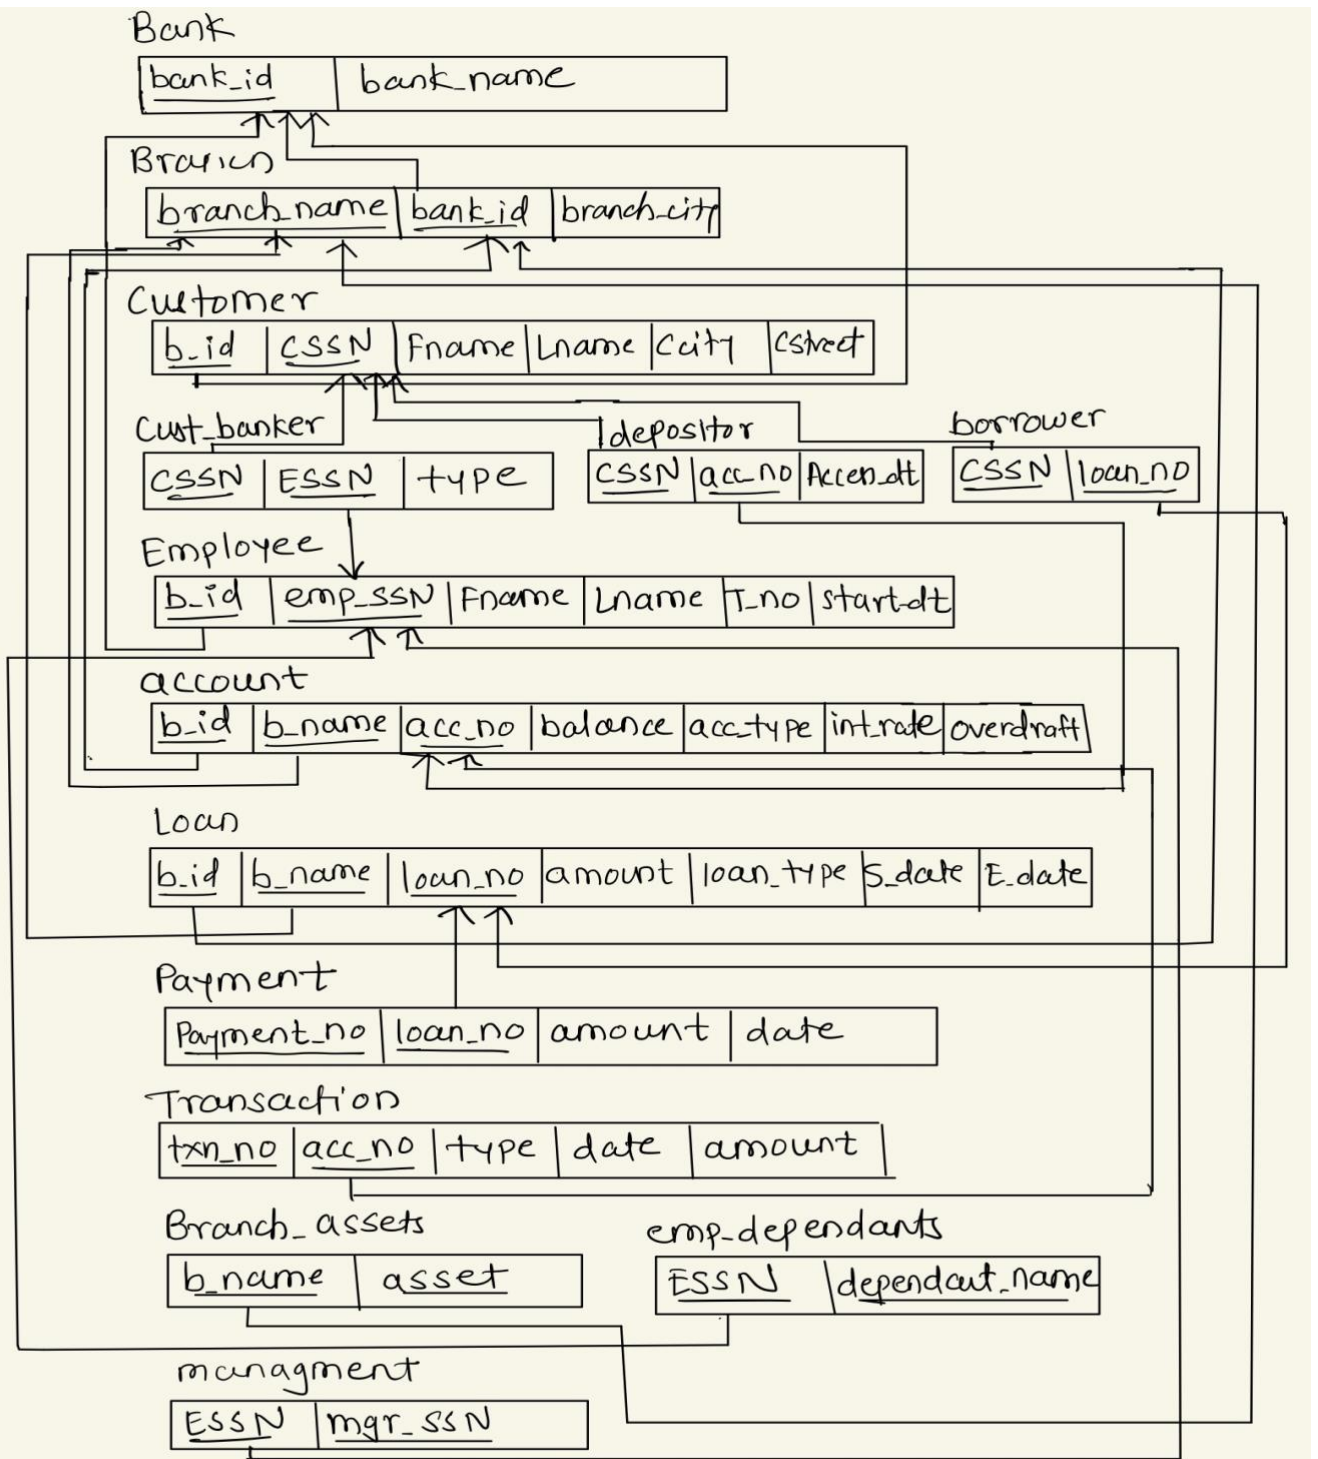 Bank
bank_id bank_name
Branch
branch_name bank_id branch_city
Customer
b_id CSSN Fname Lname Ccity Cstreet
Cust_banker depositor borrower
CSSN ESSN type CSSN acc_no Accen_dt CSSN loan_no
Employee
b_id emp_SSN Fname Lname T_no start_dt
account
b_id b_name acc_no balance acc_type int_rate overdraft
Loan
b_id b_name loan_no amount loan_type S_date E_date
Payment
Payment_no loan_no amount date
Transaction
txn_no acc_no type date amount
Branch_assets emp_dependants
b_name asset ESSN dependaut_name
managment
ESSN mgr_SSN